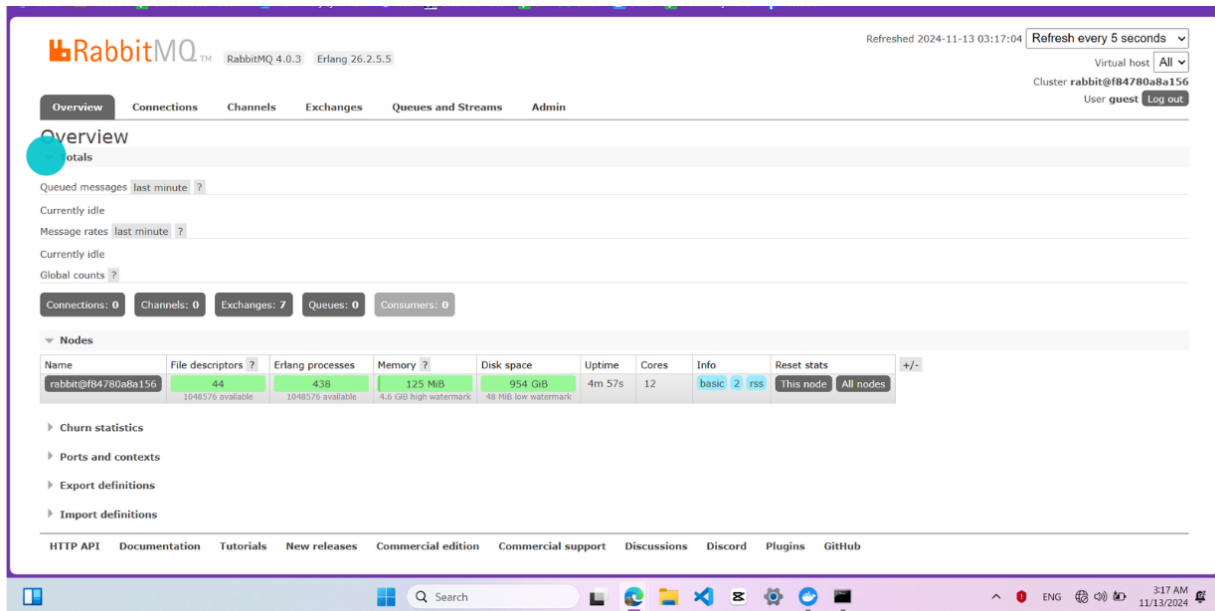 RabbitMQ TM RabbitMQ 4.0.3 Erlang 26.2.5.5
Refreshed 2024-11-13 03:17:04 Refresh every 5 seconds
Virtual host All
Cluster rabbit@f84780a8a156
User guest Log out
Overview Connections Channels Exchanges Queues and Streams Admin
Overview
Totals
Queued messages last minute ?
Currently idle
Message rates last minute ?
Currently idle
Global counts ?
Connections: 0 Channels: 0 Exchanges: 7 Queues: 0 Consumers: 0
Nodes
Name File descriptors ? Erlang processes Memory ? Disk space Uptime Cores Info Reset stats +/-
rabbit@f84780a8a156 44 438 125 MiB 954 GiB 4m 57s 12 basic 2 rss This node All nodes
1048576 available 1048576 available 4.6 GiB high watermark 48 MiB low watermark
Churn statistics
Ports and contexts
Export definitions
Import definitions
HTTP API Documentation Tutorials New releases Commercial edition Commercial support Discussions Discord Plugins GitHub
Search
ENG
3:17 AM
11/13/2024